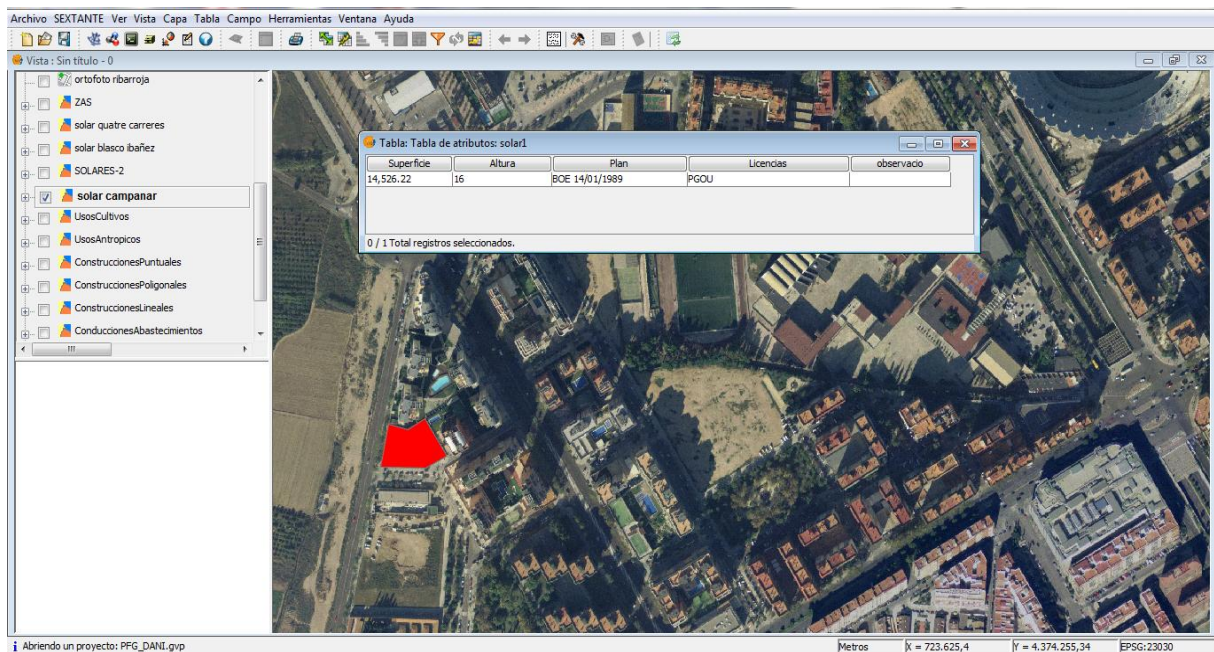 Archivo SEXTANTE Ver Vista Capa Tabla Campo Herramientas Ventana Ayuda
Vista : Sin título - 0
ortofoto ribarroja
ZAS
solar quatre carreres
solar blasco ibañez
SOLARES-2
solar campanar
UsosCultivos
UsosAntropicos
ConstruccionesPuntuales
ConstruccionesPoligonales
ConstruccionesLineales
ConduccionesAbastecimientos
Tabla: Tabla de atributos: solar1
Superficie Altura Plan Licencias observacio
14,526.22 16 BOE 14/01/1989 PGOU
0 / 1 Total registros seleccionados.
Abriendo un proyecto: PFG_DANI.gvp Metros X = 723.625,4 Y = 4.374.255,34 EPSG:23030